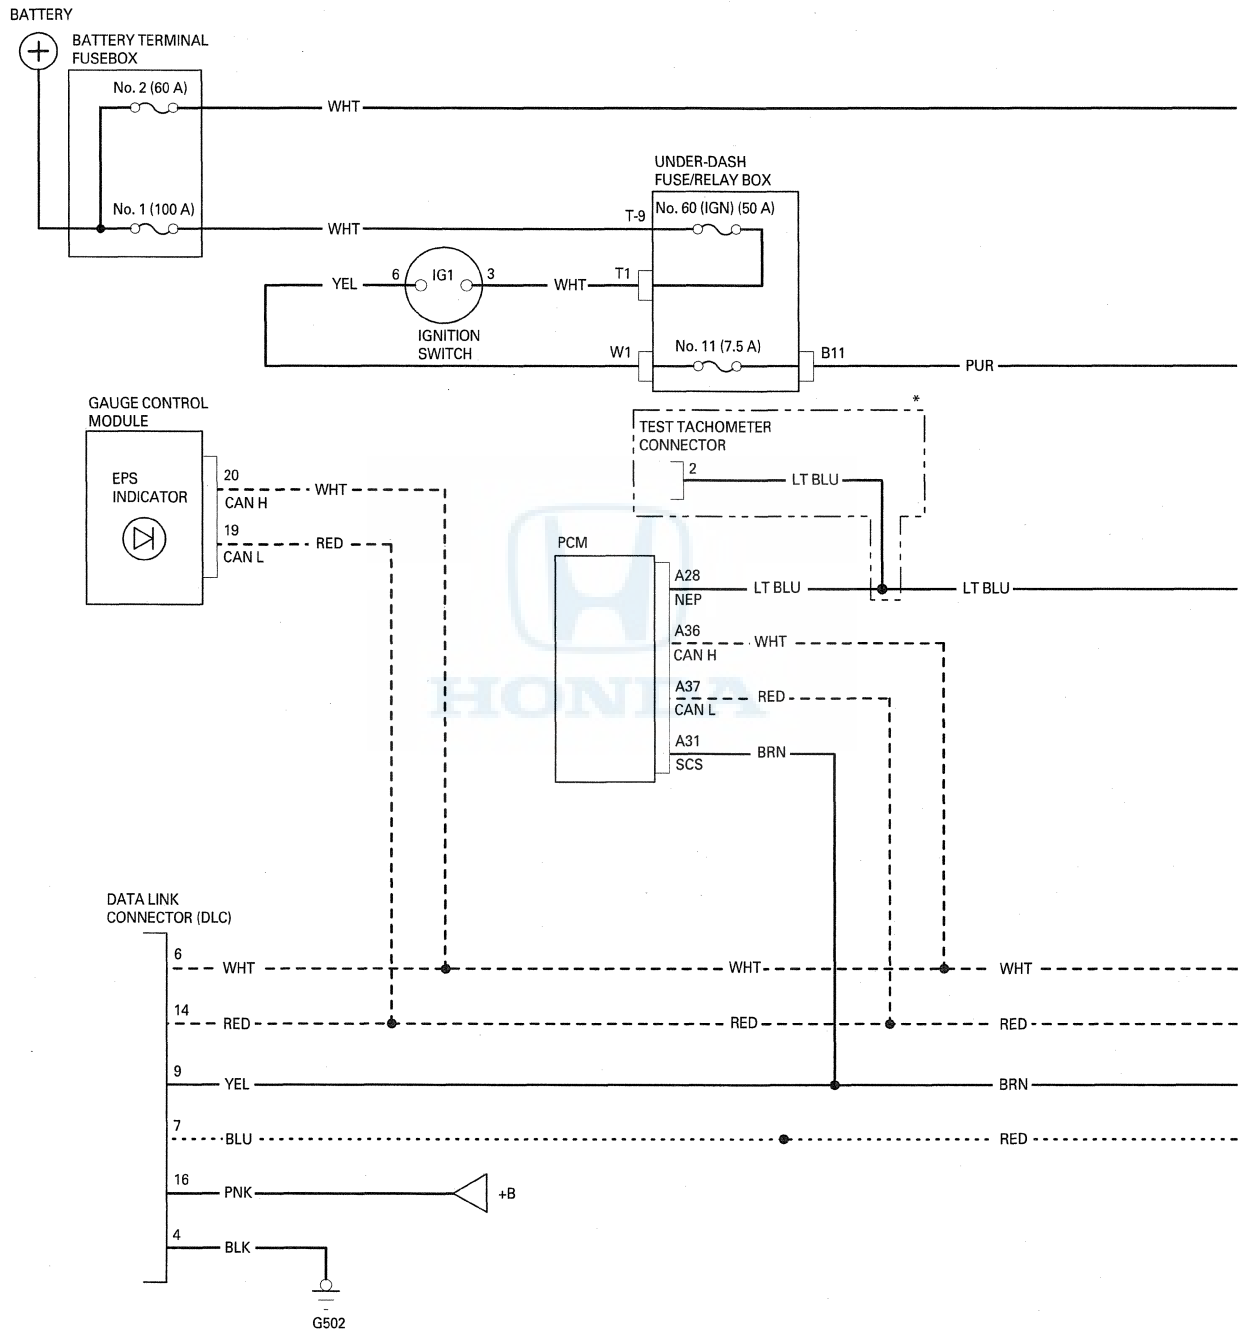 BATTERY
BATTERY TERMINAL
FUSEBOX
No. 2 (60 A)
WHT
No. 1 (100 A)
WHT
UNDER-DASH
FUSE/RELAY BOX
T-9
No. 60 (IGN) (50 A)
YEL
6
IG1
3
WHT
T1
IGNITION
SWITCH
W1
No. 11 (7.5 A)
B11
PUR
*
GAUGE CONTROL
MODULE
EPS
INDICATOR
20
CAN H
WHT
19
CAN L
RED
TEST TACHOMETER
CONNECTOR
2
LT BLU
PCM
A28
NEP
LT BLU
LT BLU
A36
CAN H
WHT
A37
CAN L
RED
A31
SCS
BRN
HONDA
DATA LINK
CONNECTOR (DLC)
6
WHT
WHT
WHT
14
RED
RED
RED
9
YEL
BRN
7
BLU
RED
16
PNK
+B
4
BLK
G502